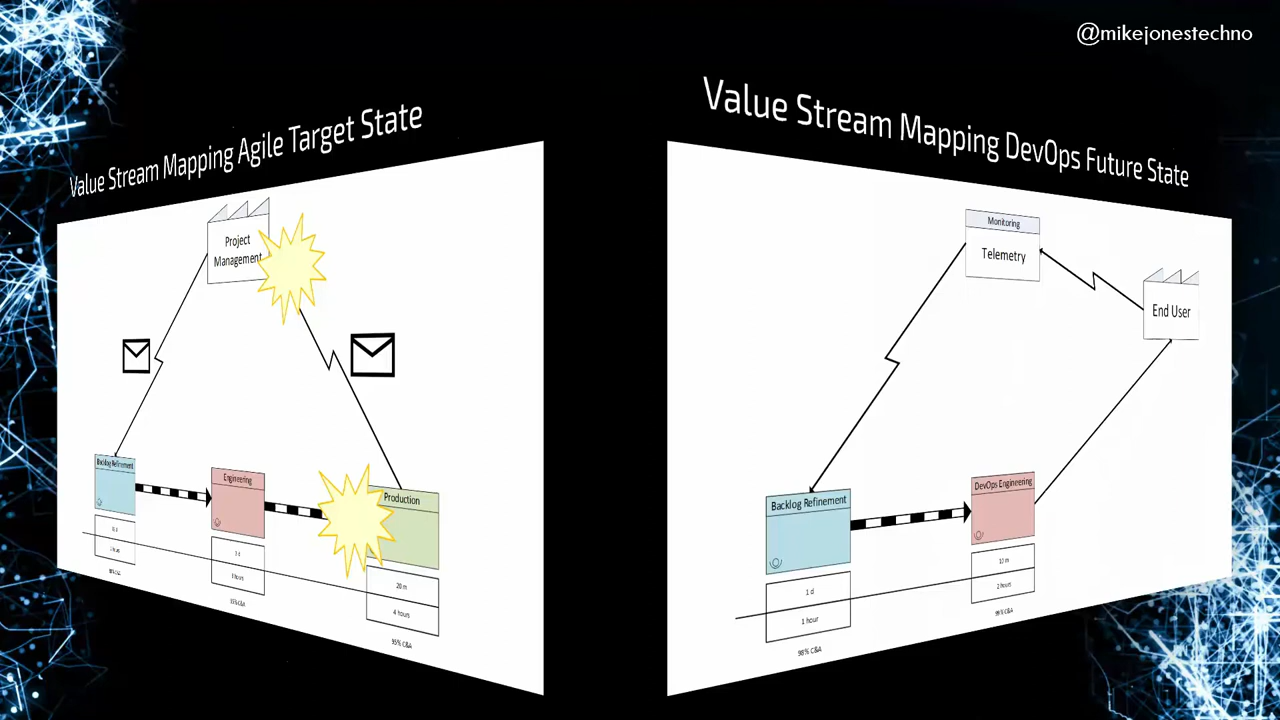 @mikejonestechno
Value Stream Mapping Agile Target State
Project
Management
Backlog Refinement
Engineering
Production
20 m
4 hours
95% C&A
Value Stream Mapping DevOps Future State
Monitoring
Telemetry
End User
Backlog Refinement
1 d
1 hour
98% C&A
DevOps Engineering
10 m
2 hours